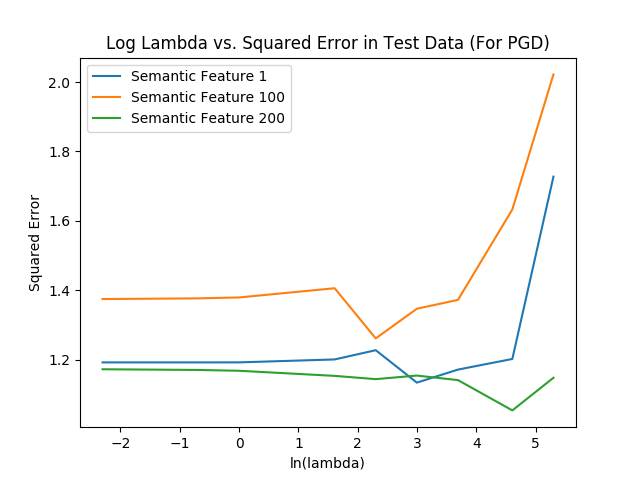 Log Lambda vs. Squared Error in Test Data (For PGD)
Semantic Feature 1
Semantic Feature 100
Semantic Feature 200
2.0
1.8
1.6
1.4
1.2
Squared Error
−2 −1 0 1 2 3 4 5
ln(lambda)